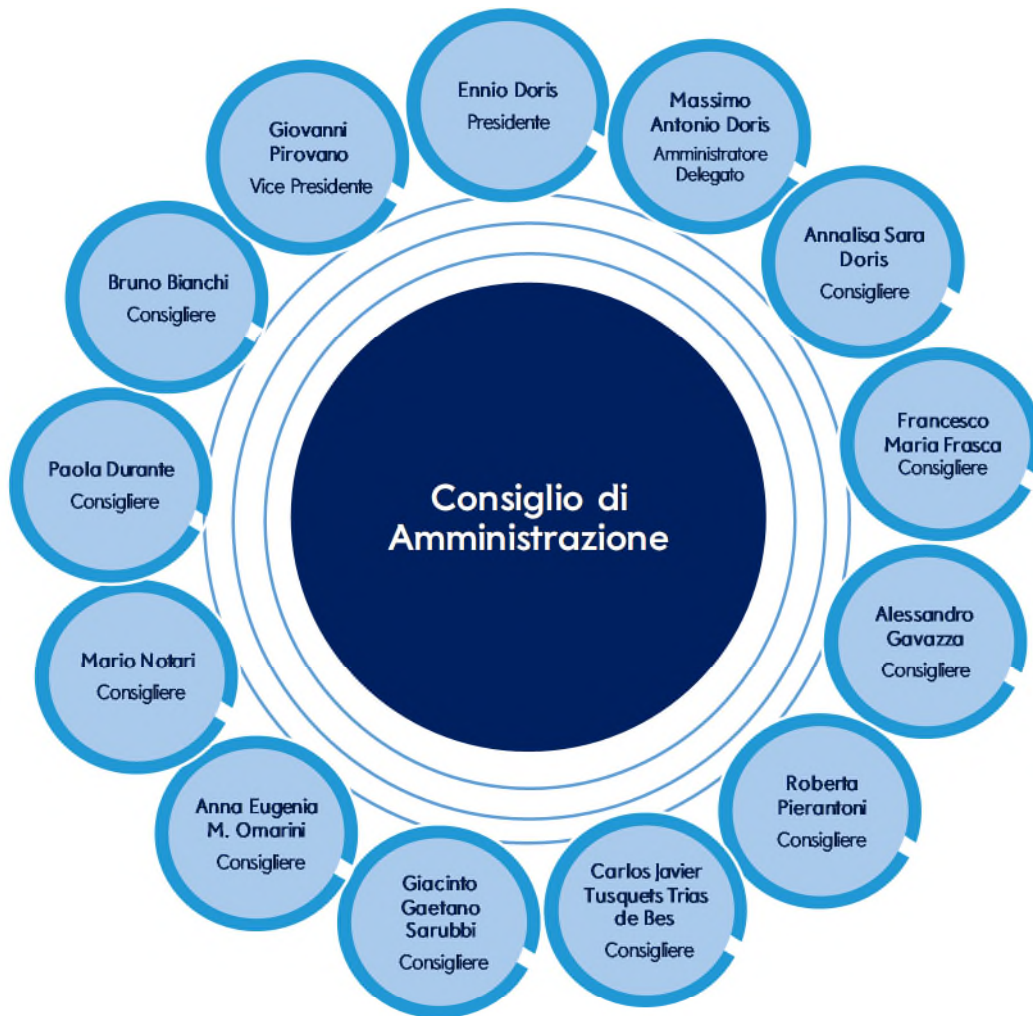 Ennio Doris
Presidente
Massimo
Antonio Doris
Amministratore
Delegato
Annalisa Sara
Doris
Consigliere
Francesco
Maria Frasca
Consigliere
Alessandro
Gavazza
Consigliere
Roberta
Pierantoni
Consigliere
Carlos Javier
Tusquets Trias
de Bes
Consigliere
Giacinto
Gaetano
Sarubbi
Consigliere
Anna Eugenia
M. Omarini
Consigliere
Mario Notari
Consigliere
Paola Durante
Consigliere
Bruno Bianchi
Consigliere
Giovanni
Pirovano
Vice Presidente
Consiglio di
Amministrazione